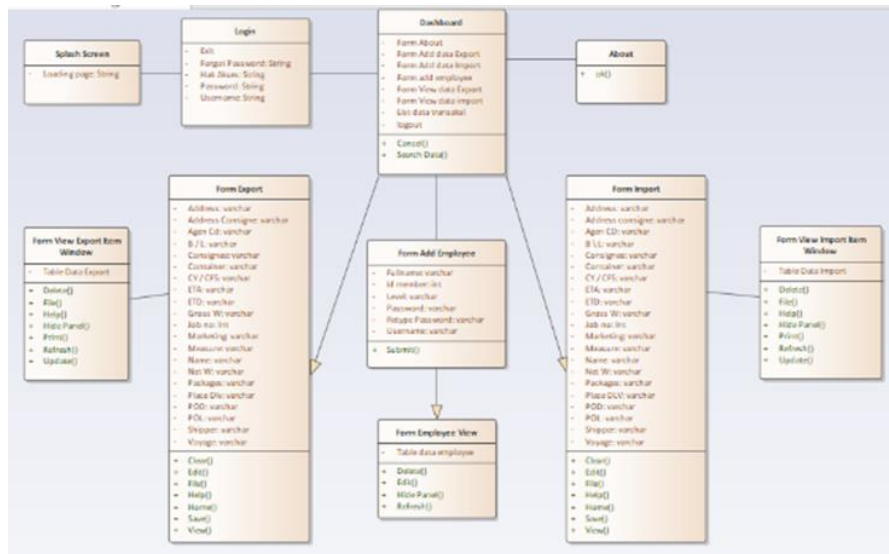 Splash Screen
- Loading page: String
Login
- Exit
- Forgot Password: String
- Hak Akses: String
- Password: String
- Username: String
Dashboard
- Form About
- Form Add data Export
- Form Add data Import
- Form add employee
- Form View data Export
- Form View data import
- List data transaksi
- logout
+ Cancel()
+ Search Data()
About
+ ok()
Form View Export Item
Window
- Table Data Export
+ Delete()
+ File()
+ Help()
+ Hide Panel()
+ Print()
+ Refresh()
+ Update()
Form Export
- Address: varchar
- Address Consigne: varchar
- Agen Cd: varchar
- B / L: varchar
- Consignee: varchar
- Container: varchar
- CY / CFS: varchar
- ETA: varchar
- ETD: varchar
- Gross W: varchar
- Job no: int
- Marketing: varchar
- Measure: varchar
- Name: varchar
- Net W: varchar
- Packages: varchar
- Place Dlv: varchar
- POD: varchar
- POL: varchar
- Shipper: varchar
- Voyage: varchar
+ Clear()
+ Edit()
+ File()
+ Help()
+ Home()
+ Save()
+ View()
Form Add Employee
- Fullname: varchar
- Id member: int
- Level: varchar
- Password: varchar
- Retype Password: varchar
- Username: varchar
+ Submit()
Form Employee View
- Table data employee
+ Delete()
+ Edit()
+ Hide Panel()
+ Refresh()
Form Import
- Address: varchar
- Address consigne: varchar
- Agen CD: varchar
- B \ L: varchar
- Consignee: varchar
- Container: varchar
- CY / CFS: varchar
- ETA: varchar
- ETD: varchar
- Gross W: varchar
- Job no: int
- Marketing: varchar
- Measure: varchar
- Name: varchar
- Net W: varchar
- Packages: varchar
- Place DLV: varchar
- POD: varchar
- POL: varchar
- Shipper: varchar
- Voyage: varchar
+ Clear()
+ Edit()
+ File()
+ Help()
+ Home()
+ Save()
+ View()
Form View Import Item
Window
- Table Data Import
+ Delete()
+ File()
+ Help()
+ Hide Panel()
+ Print()
+ Refresh()
+ Update()